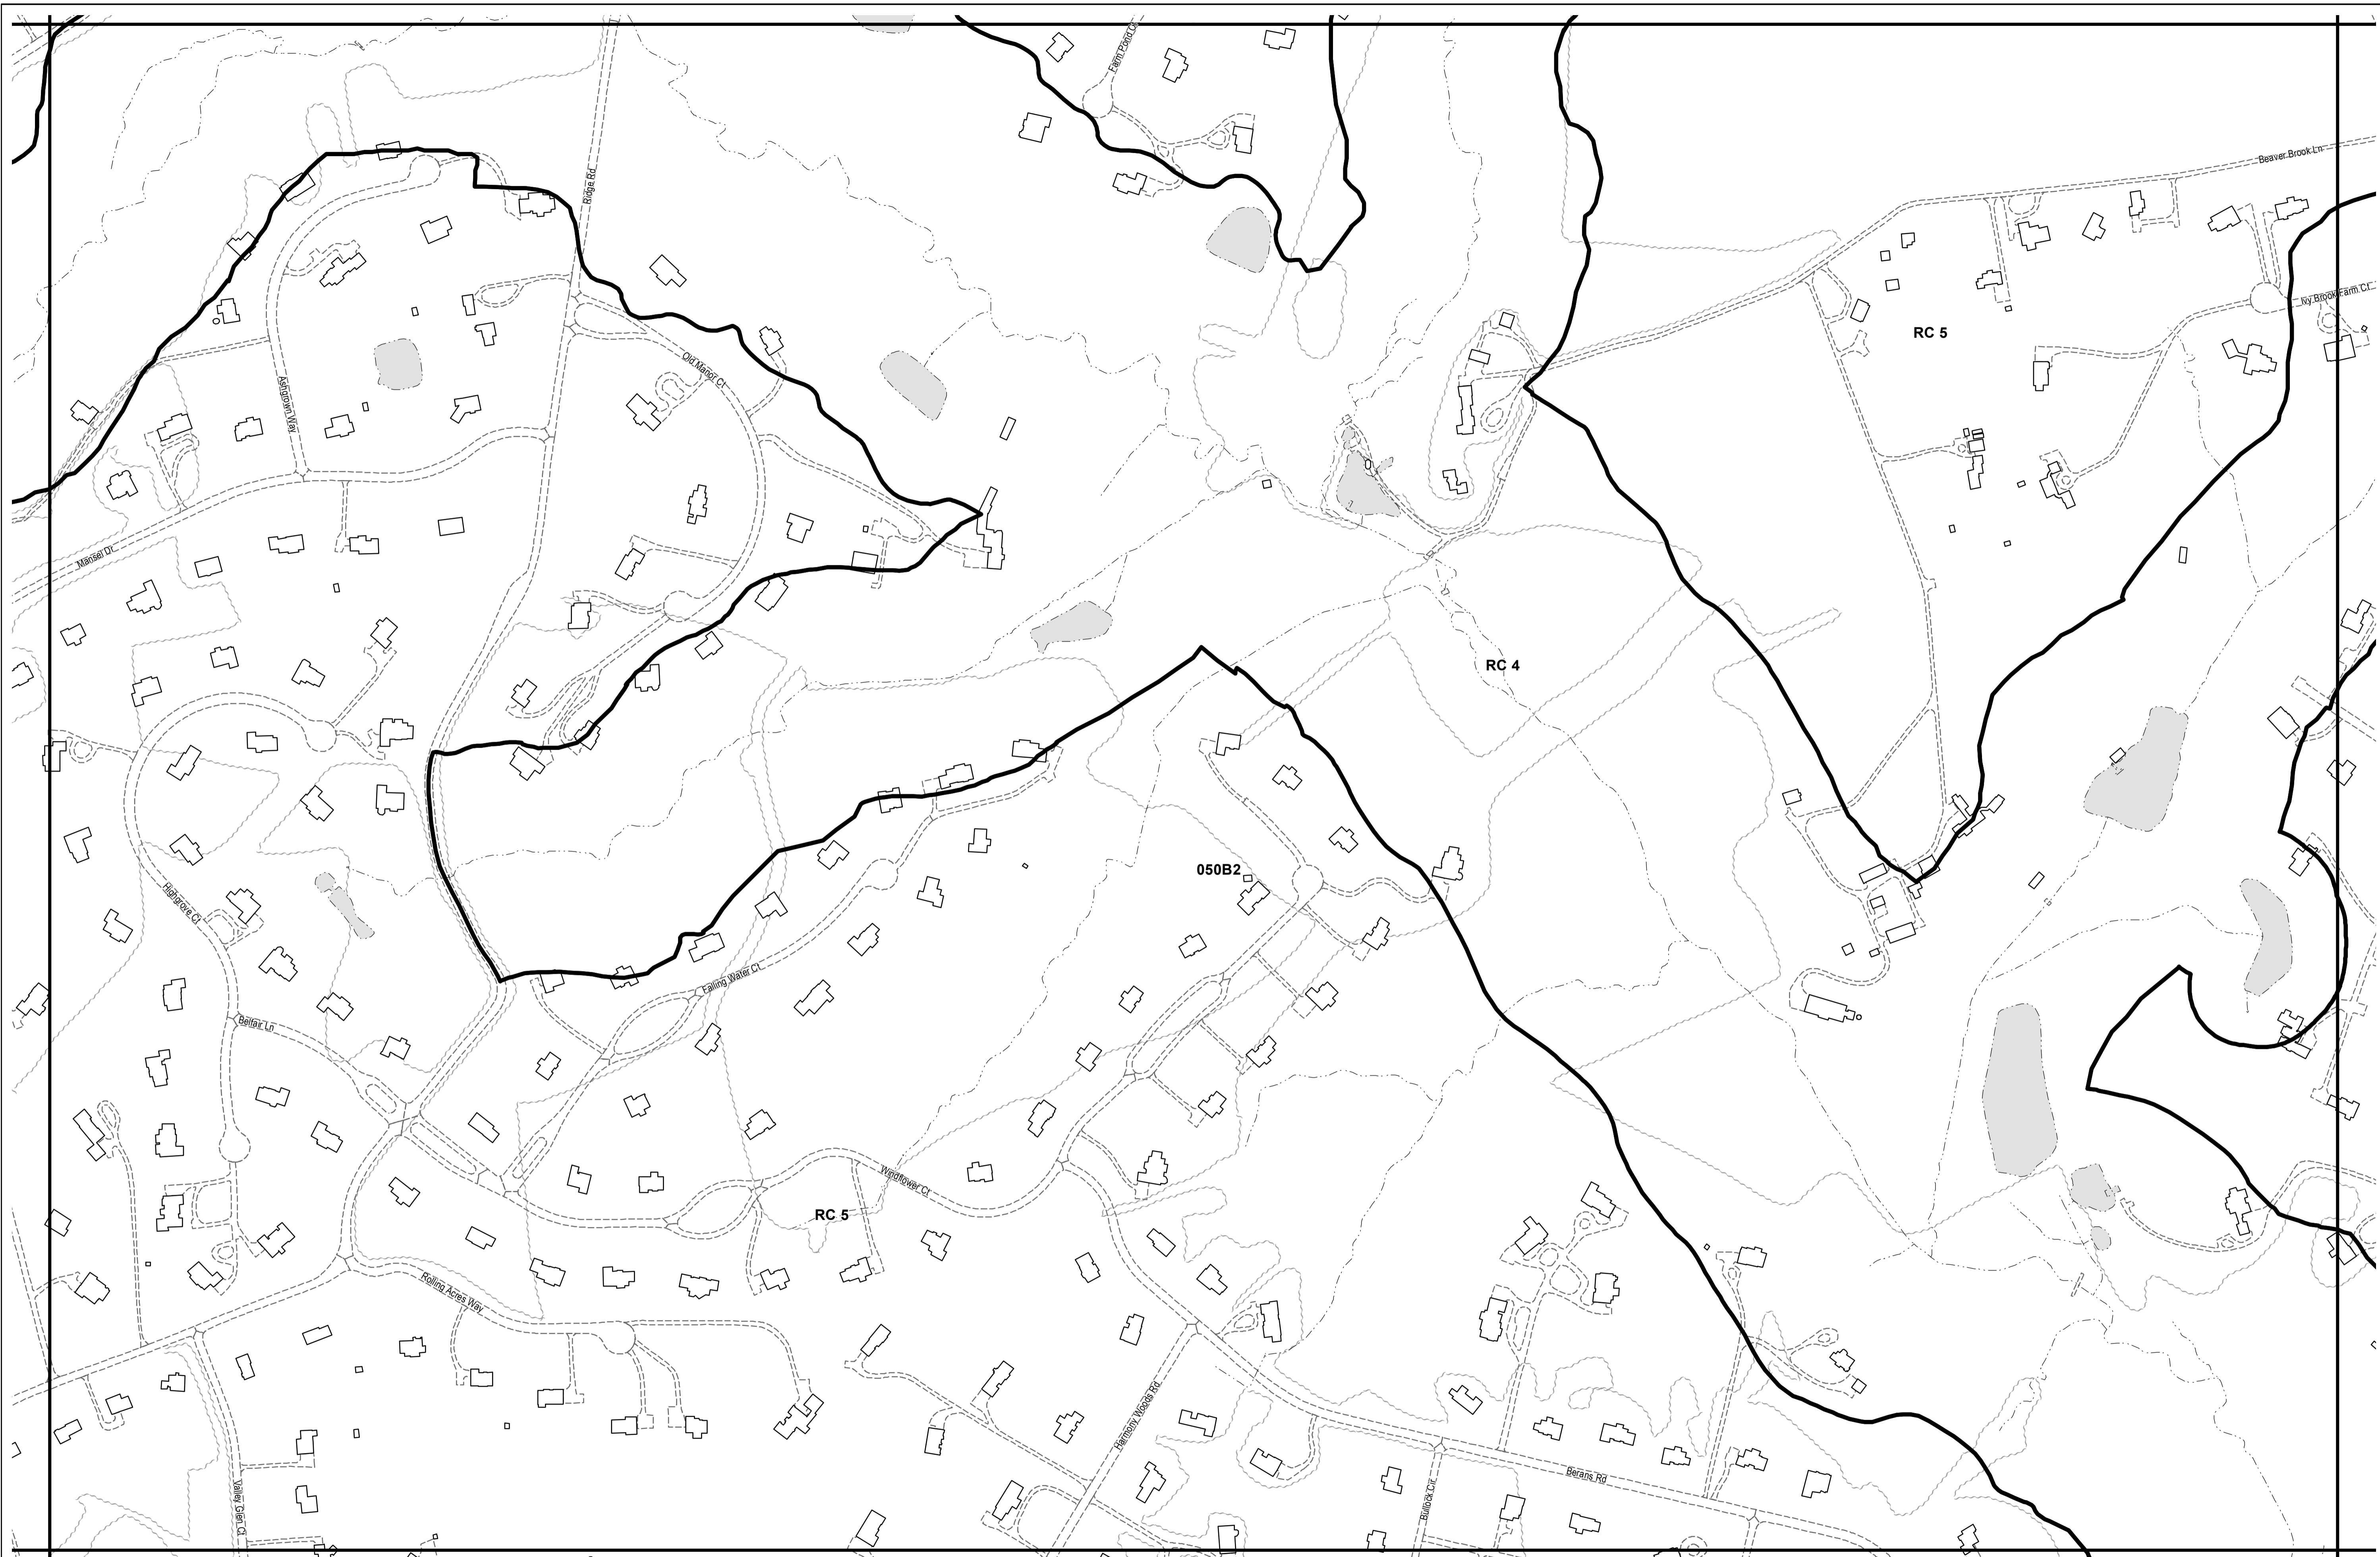 Farm Pond Ct
Beaver Brook Ln
Ridge Rd
Ivy Brook Farm Ct
RC 5
Old Manor Ct
Ashgrown Way
Mansel Dr
RC 4
050B2
Highgrove Ct
Falling Water Ct
Belfair Ln
Windflower Ct
RC 5
Rolling Acres Way
Harmony Woods Rd
Berans Rd
Bullock Cir
Valley Glen Ct